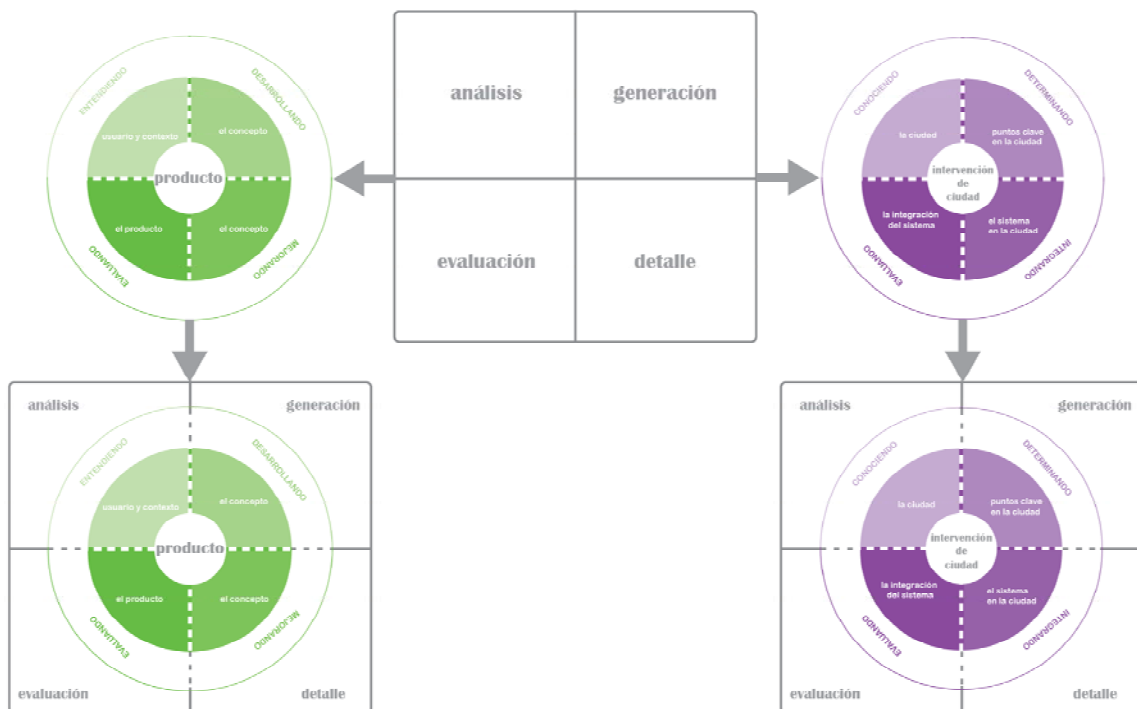 ENTENDIENDO
DESARROLLANDO
usuario y contexto
el concepto
producto
el producto
el concepto
EVALUANDO
MEJORANDO
análisis
generación
evaluación
detalle
CONOCIENDO
DETERMINANDO
la ciudad
puntos clave
en la ciudad
intervención
de
ciudad
la integración
del sistema
el sistema
en la ciudad
EVALUANDO
INTEGRANDO
análisis
generación
ENTENDIENDO
DESARROLLANDO
usuario y contexto
el concepto
producto
el producto
el concepto
EVALUANDO
MEJORANDO
evaluación
detalle
análisis
generación
CONOCIENDO
DETERMINANDO
la ciudad
puntos clave
en la ciudad
intervención
de
ciudad
la integración
del sistema
el sistema
en la ciudad
EVALUANDO
INTEGRANDO
evaluación
detalle